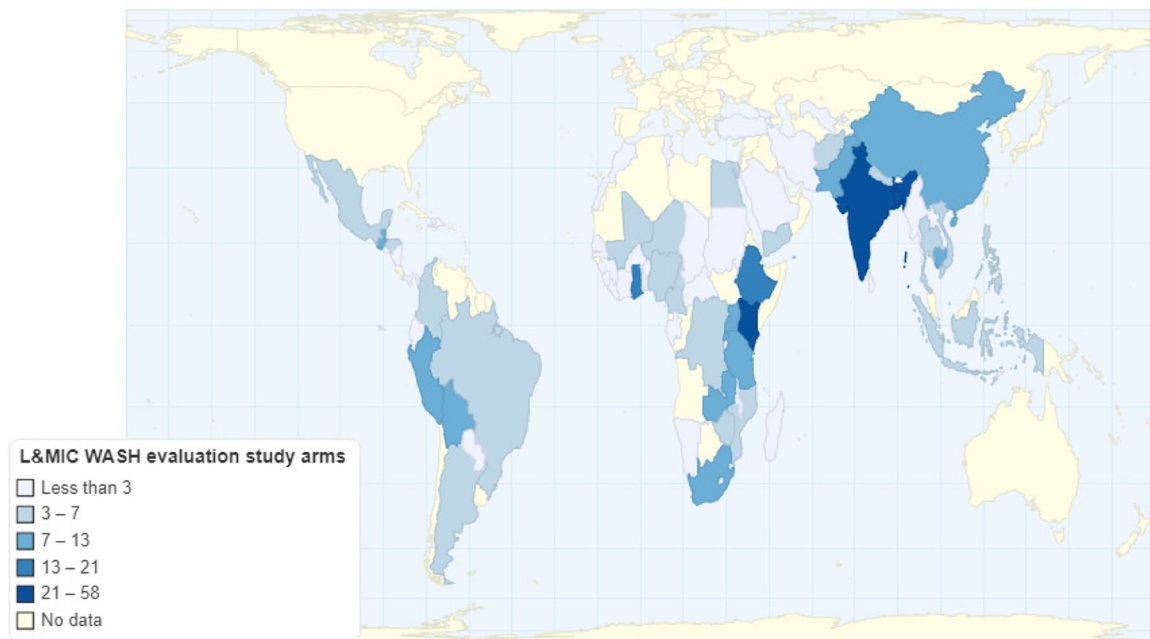 L&MIC WASH evaluation study arms
Less than 3
3 – 7
7 – 13
13 – 21
21 – 58
No data